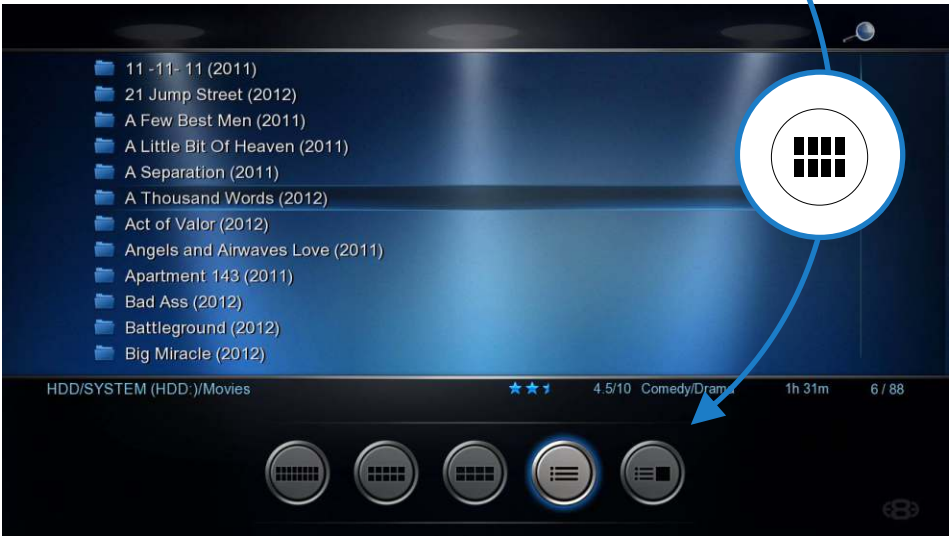 11 -11- 11 (2011)
21 Jump Street (2012)
A Few Best Men (2011)
A Little Bit Of Heaven (2011)
A Separation (2011)
A Thousand Words (2012)
Act of Valor (2012)
Angels and Airwaves Love (2011)
Apartment 143 (2011)
Bad Ass (2012)
Battleground (2012)
Big Miracle (2012)
HDD/SYSTEM (HDD:)/Movies 4.5/10 Comedy/Drama 1h 31m 6 / 88